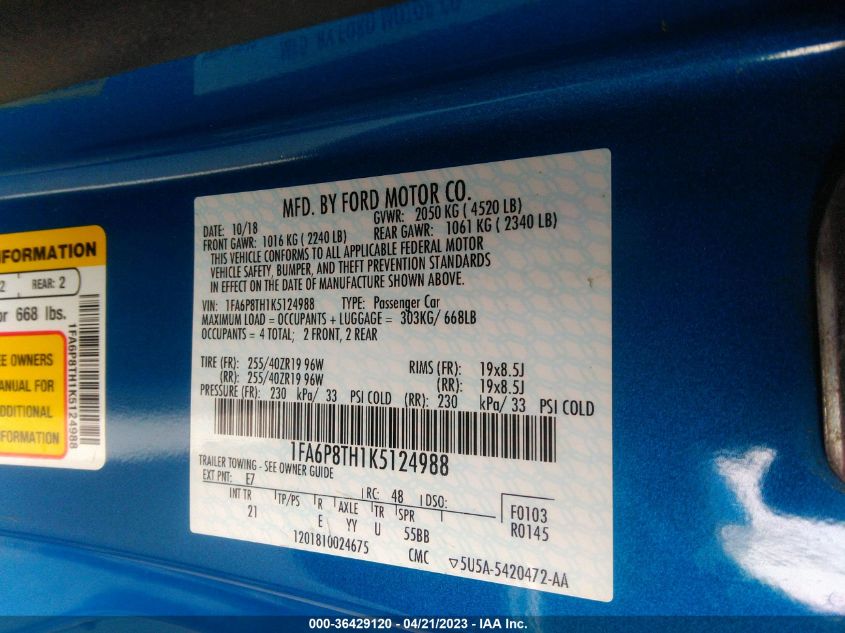 MFD. BY FORD MOTOR CO.
DATE: 10/18
GVWR: 2050 KG ( 4520 LB)
FRONT GAWR: 1016 KG ( 2240 LB)
REAR GAWR: 1061 KG ( 2340 LB)
THIS VEHICLE CONFORMS TO ALL APPLICABLE FEDERAL MOTOR
VEHICLE SAFETY, BUMPER, AND THEFT PREVENTION STANDARDS
IN EFFECT ON THE DATE OF MANUFACTURE SHOWN ABOVE.
VIN: 1FA6P8TH1K5124988 TYPE: Passenger Car
MAXIMUM LOAD = OCCUPANTS + LUGGAGE = 303KG/ 668LB
OCCUPANTS = 4 TOTAL; 2 FRONT, 2 REAR
TIRE (FR): 255/40ZR19 96W RIMS (FR): 19x8.5J
(RR): 255/40ZR19 96W (RR): 19x8.5J
PRESSURE (FR): 230 kPa/ 33 PSI COLD (RR): 230 kPa/ 33 PSI COLD
1FA6P8TH1K5124988
TRAILER TOWING - SEE OWNER GUIDE
EXT PNT: E7 RC: 48 DSO:
INT TR TP/PS R AXLE TR SPR
21 E YY U 55BB
F0103
R0145
1201810024675 CMC ▽5U5A-5420472-AA
INFORMATION
2 REAR: 2
or 668 lbs.
EE OWNERS
ANUAL FOR
ADDITIONAL
FORMATION
1FA6P8TH1K5124988
000-36429120 - 04/21/2023 - IAA Inc.